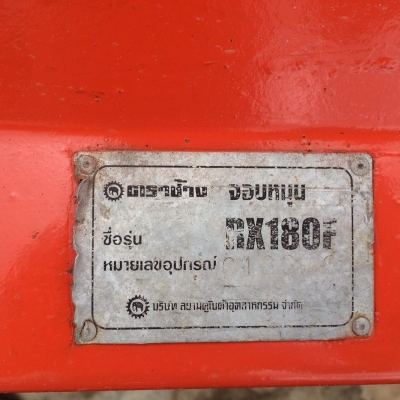 ตราช้าง จอบหมุน
ชื่อรุ่น RX180F
หมายเลขอุปกรณ์
บริษัท สยามคูโบต้าอุตสาหกรรม จำกัด